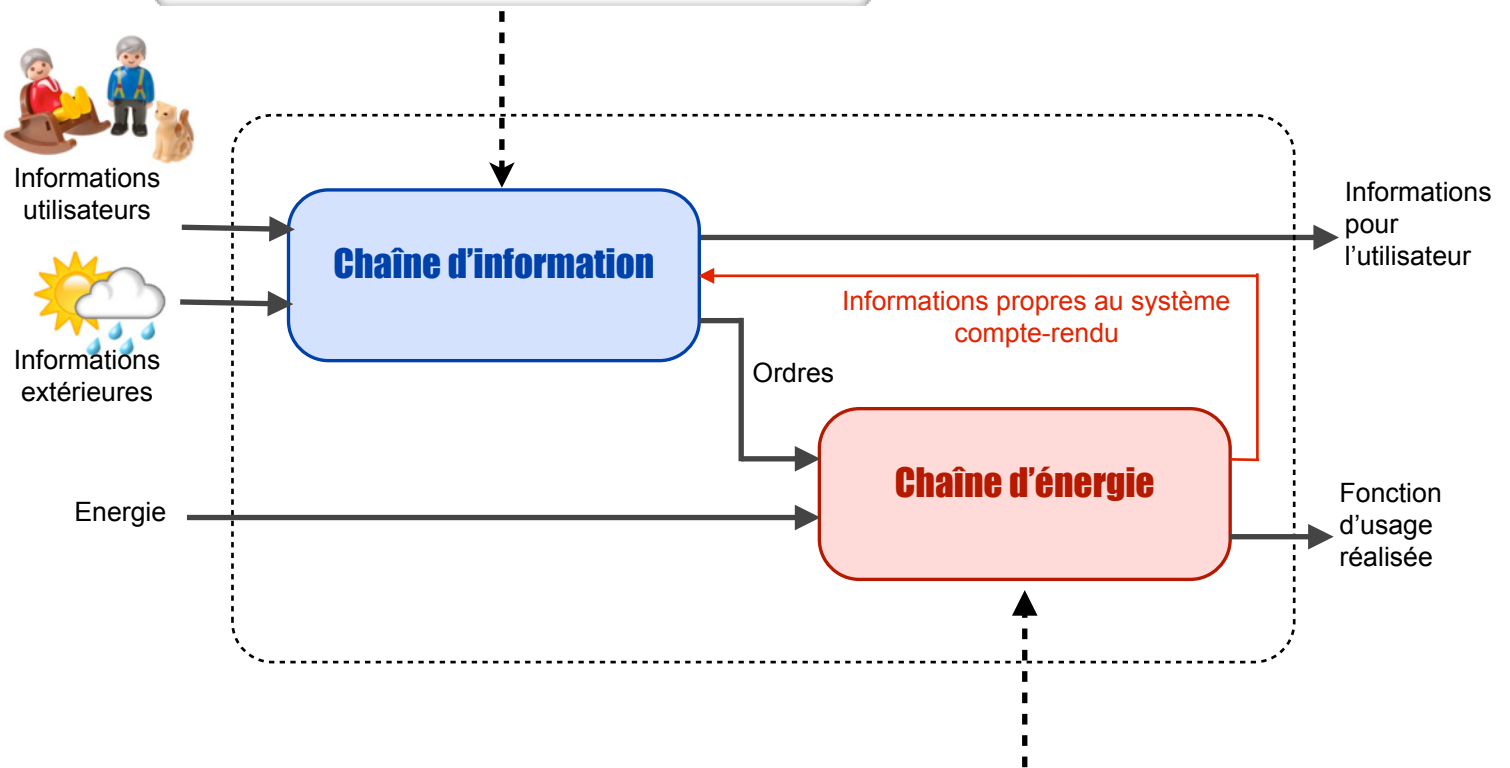 Informations
utilisateurs
Chaîne d'information
Informations
pour
l'utilisateur
Informations propres au système
compte-rendu
Informations
extérieures
Ordres
Chaîne d'énergie
Energie
Fonction
d'usage
réalisée